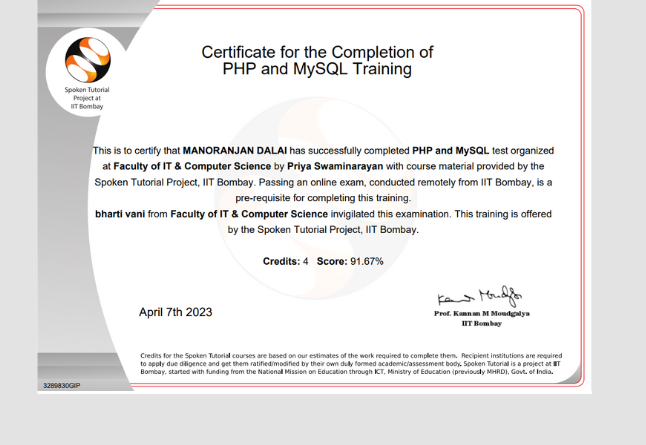 Certificate for the Completion of
PHP and MySQL Training
Spoken Tutorial
Project at
IIT Bombay
This is to certify that MANORANJAN DALAI has successfully completed PHP and MySQL test organized
at Faculty of IT & Computer Science by Priya Swaminarayan with course material provided by the
Spoken Tutorial Project, IIT Bombay. Passing an online exam, conducted remotely from IIT Bombay, is a
pre-requisite for completing this training.
bharti vani from Faculty of IT & Computer Science invigilated this examination. This training is offered
by the Spoken Tutorial Project, IIT Bombay.
Credits: 4 Score: 91.67%
April 7th 2023
Prof. Kannan M Moudgalya
IIT Bombay
Credits for the Spoken Tutorial courses are based on our estimates of the work required to complete them. Recipient institutions are required
to apply due diligence and get them ratified/modified by their own duly formed academic/assessment body. Spoken Tutorial is a project at IIT
Bombay, started with funding from the National Mission on Education through ICT, Ministry of Education (previously MHRD), Govt. of India.
3289830GIP